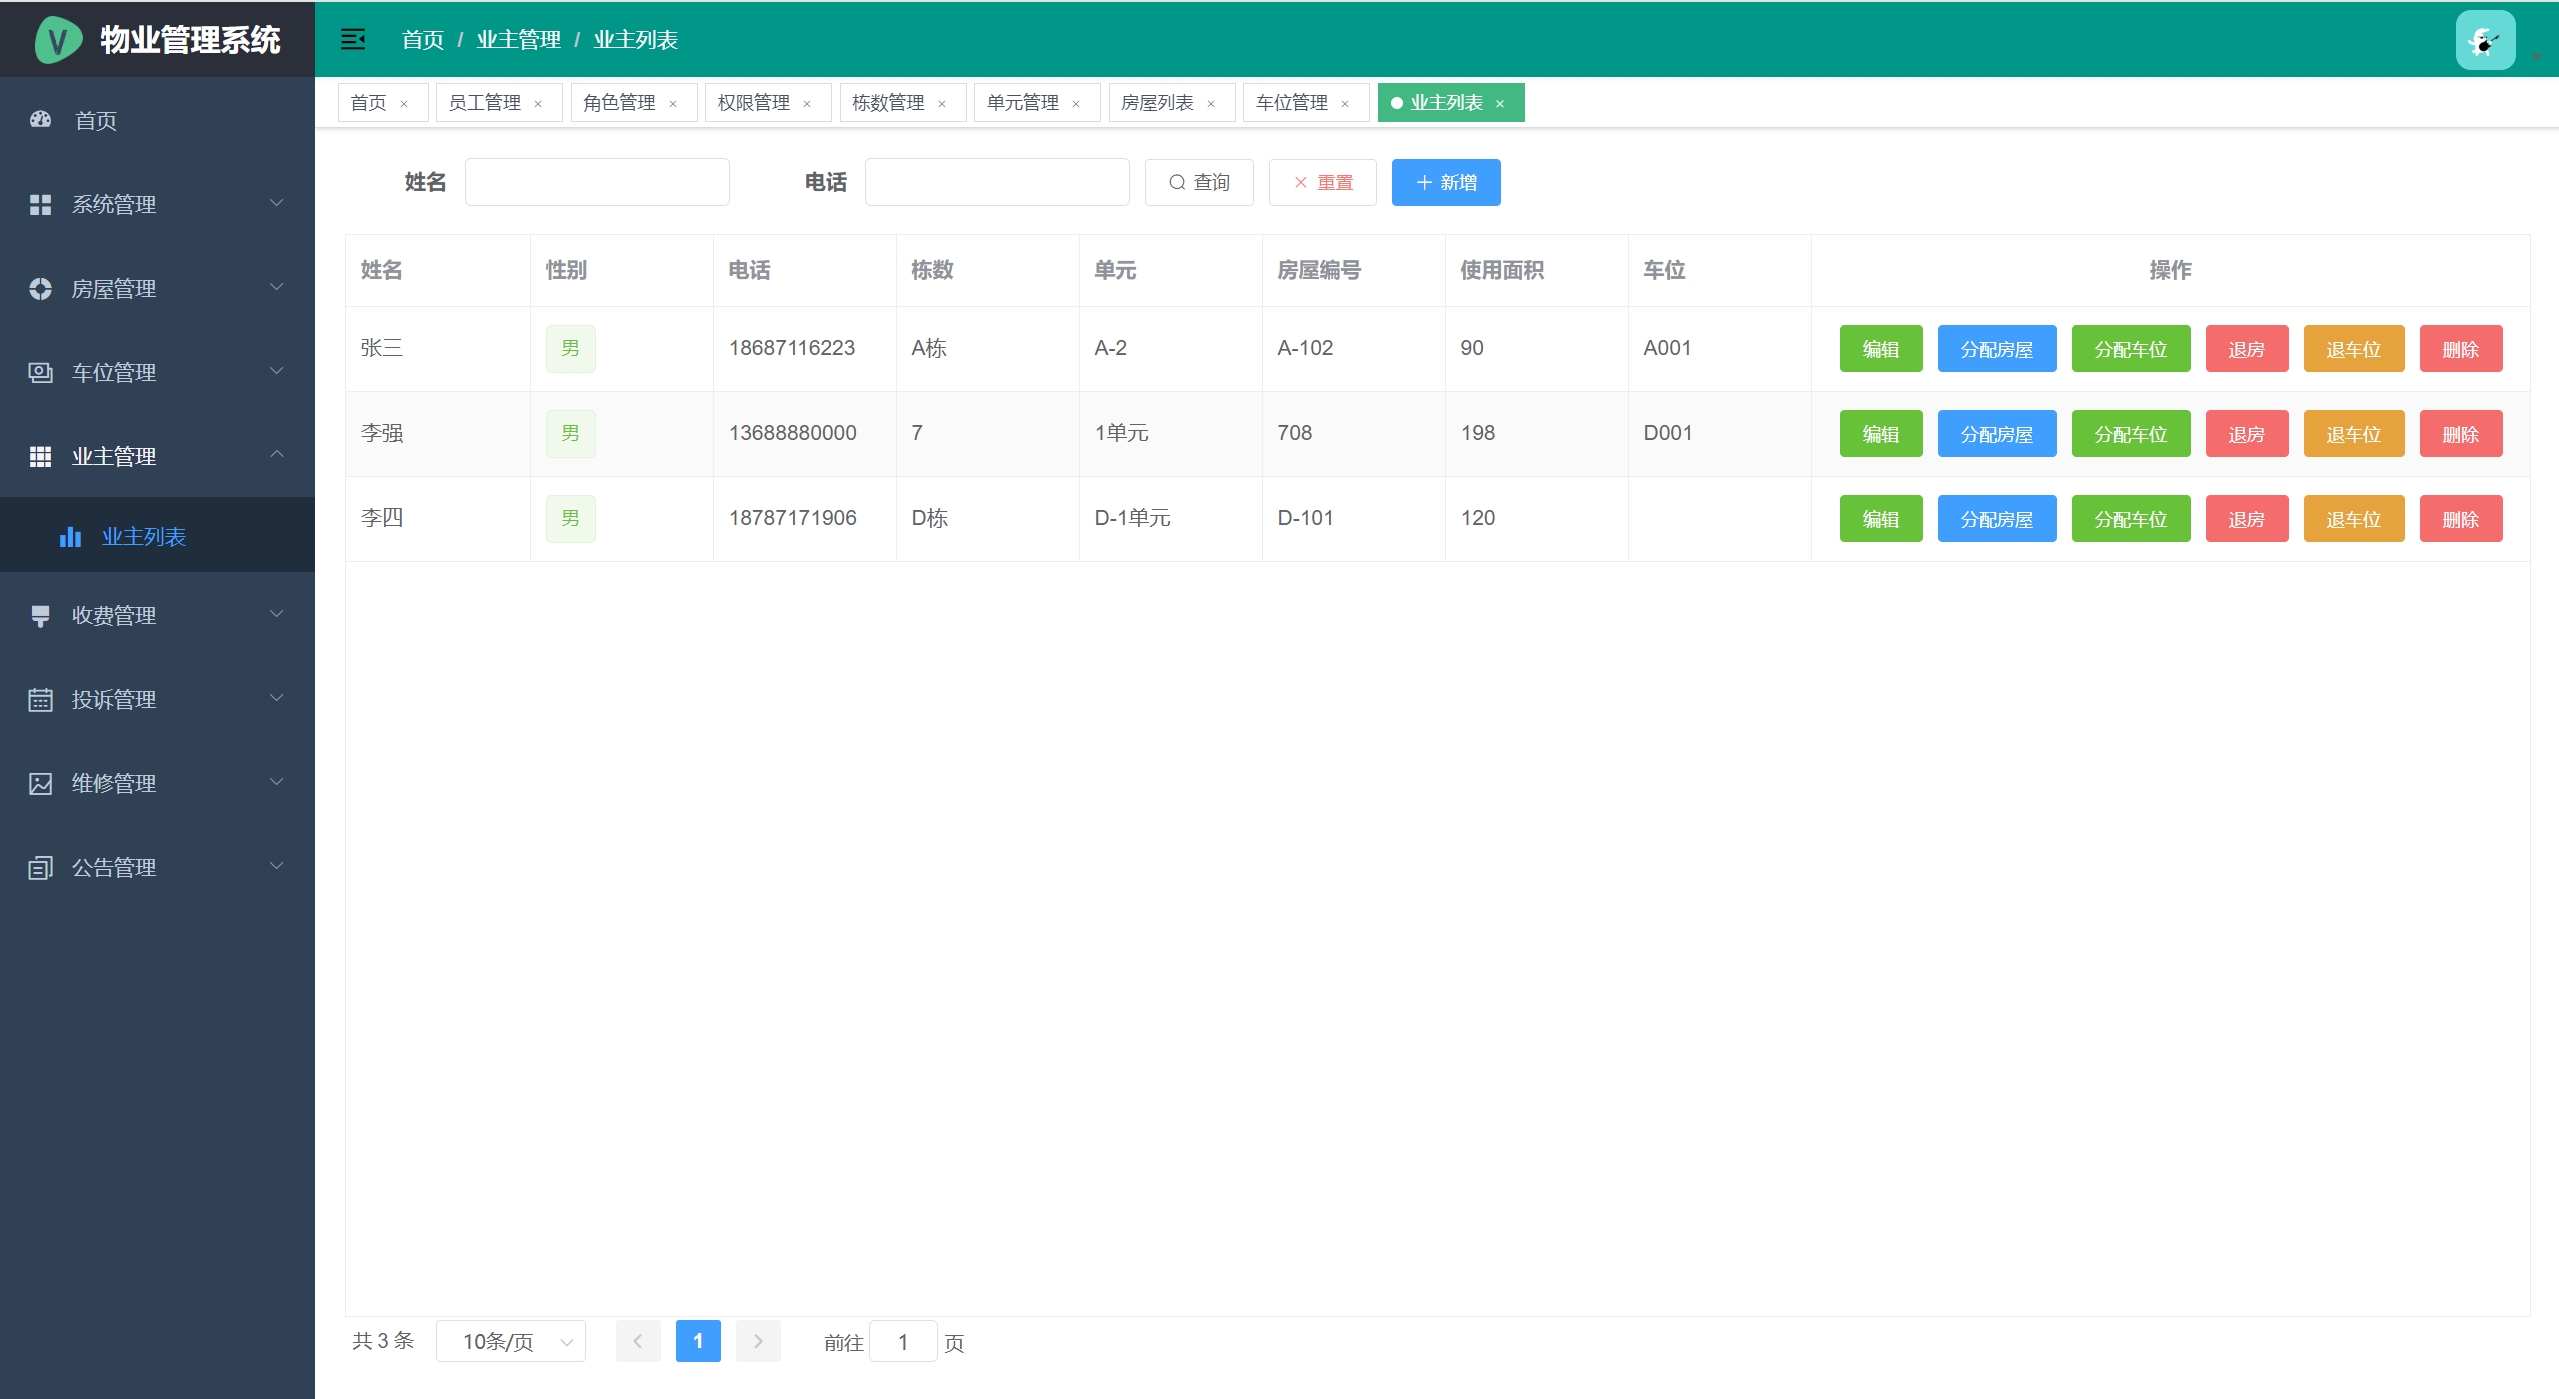 物业管理系统
首页 / 业主管理 / 业主列表
首页 × 员工管理 × 角色管理 × 权限管理 × 栋数管理 × 单元管理 × 房屋列表 × 车位管理 × 业主列表 ×
首页
系统管理
房屋管理
车位管理
业主管理
业主列表
收费管理
投诉管理
维修管理
公告管理
姓名 电话 查询 重置 新增
姓名 性别 电话 栋数 单元 房屋编号 使用面积 车位 操作
张三 男 18687116223 A栋 A-2 A-102 90 A001 编辑 分配房屋 分配车位 退房 退车位 删除
李强 男 13688880000 7 1单元 708 198 D001 编辑 分配房屋 分配车位 退房 退车位 删除
李四 男 18787171906 D栋 D-1单元 D-101 120 编辑 分配房屋 分配车位 退房 退车位 删除
共 3 条 10条/页 1 前往 1 页